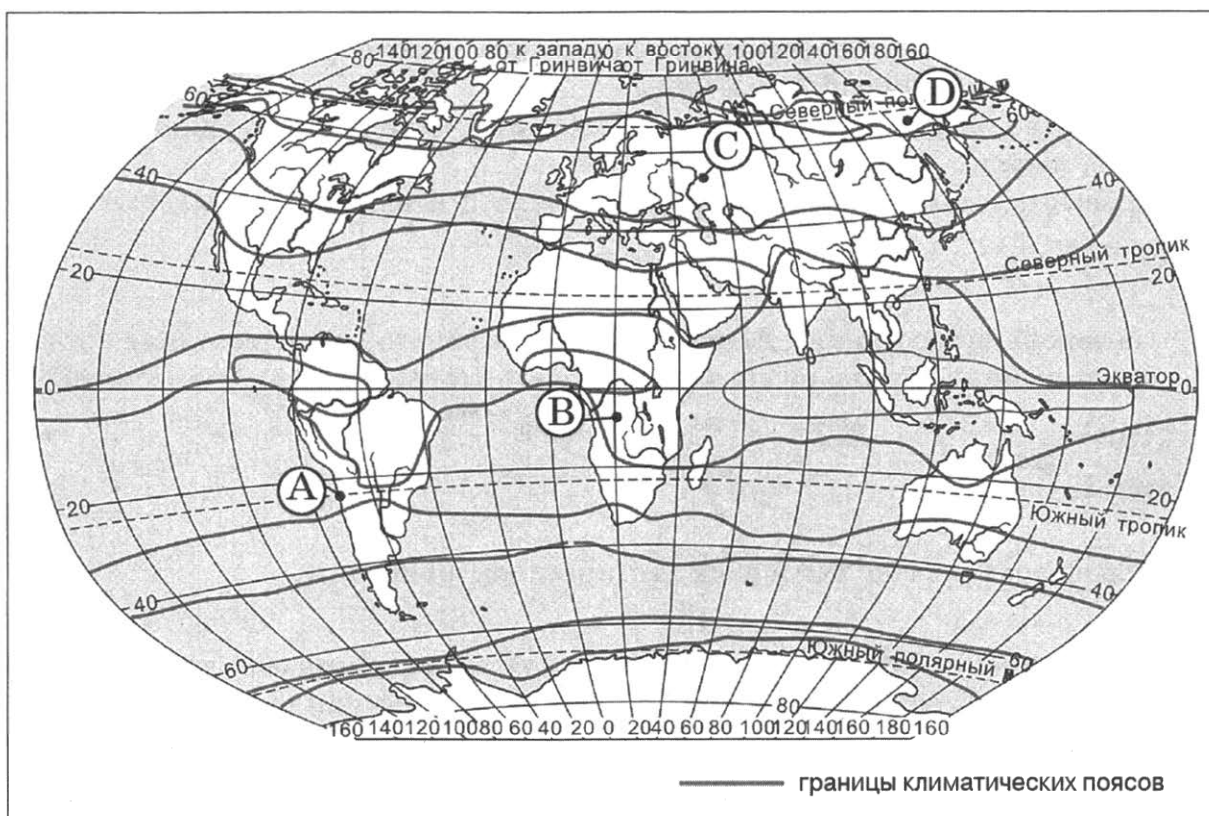 140 120 100 80 к западу 0 к востоку 100 120 140 160 180 160
от Гринвича от Гринвича
80
60
Северный по
D
60
C
40
40
Северный тропик
20
20
Экватор
0
0
B
A
20
20
Южный тропик
40
40
60
Южный полярный
60
80
160 140 120 100 80 60 40 20 0 20 40 60 80 100 120 140 160 180 160
границы климатических поясов